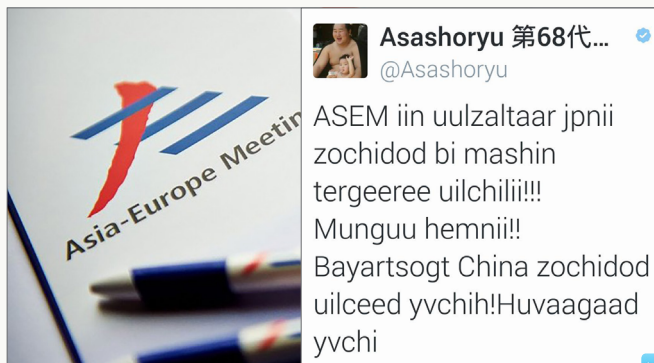 Asia-Europe Meetin
Asashoryu 第68代...
@Asashoryu
ASEM iin uulzaltaar jpnii
zochidod bi mashin
tergeeree uilchilii!!!
Munguu hemnii!!
Bayartsogt China zochidod
uilceed yvchih!Huvaagaad
yvchi